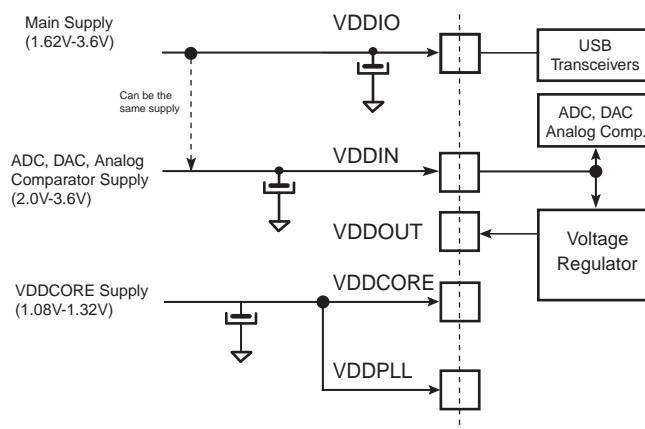 Main Supply
(1.62V-3.6V)
VDDIO
USB
Transceivers
Can be the
same supply
ADC, DAC
Analog Comp.
ADC, DAC, Analog
Comparator Supply
(2.0V-3.6V)
VDDIN
VDDOUT
Voltage
Regulator
VDDCORE Supply
(1.08V-1.32V)
VDDCORE
VDDPLL